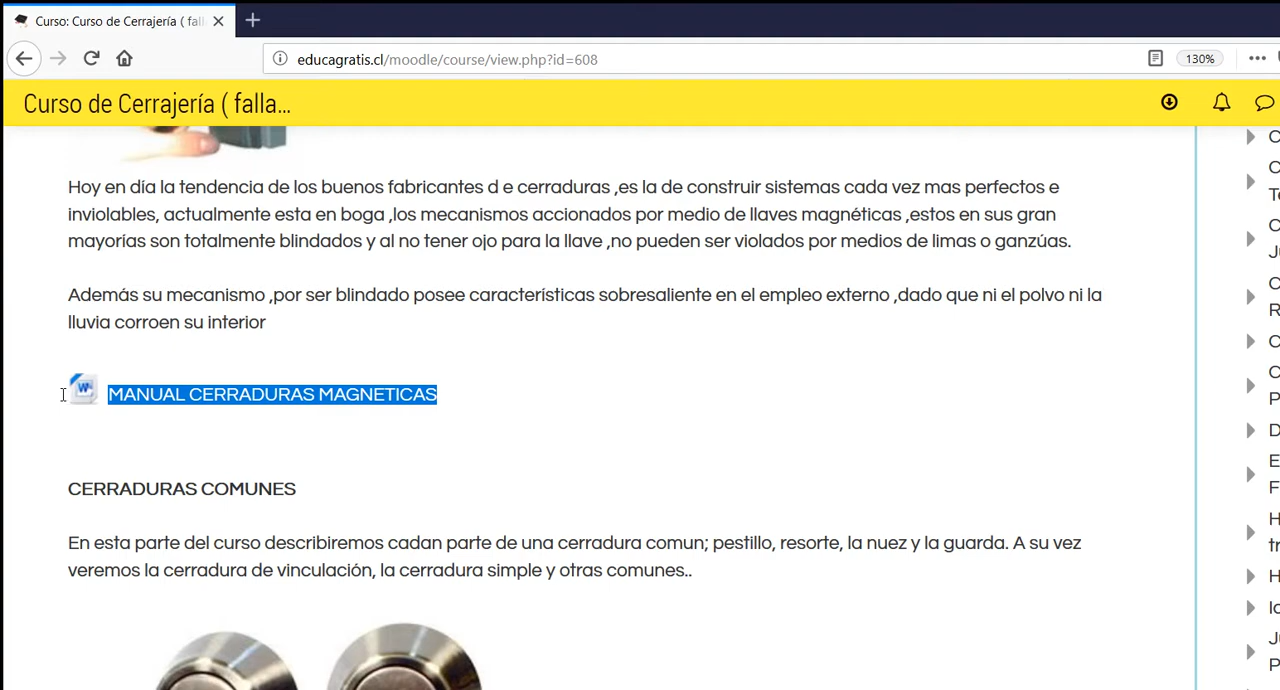 Curso: Curso de Cerrajería ( fall
educagratis.cl/moodle/course/view.php?id=608
130%
Curso de Cerrajería ( falla...
Hoy en día la tendencia de los buenos fabricantes d e cerraduras ,es la de construir sistemas cada vez mas perfectos e
inviolables, actualmente esta en boga ,los mecanismos accionados por medio de llaves magnéticas ,estos en sus gran
mayorías son totalmente blindados y al no tener ojo para la llave ,no pueden ser violados por medios de limas o ganzúas.
Además su mecanismo ,por ser blindado posee características sobresaliente en el empleo externo ,dado que ni el polvo ni la
lluvia corroen su interior
W
MANUAL CERRADURAS MAGNETICAS
CERRADURAS COMUNES
En esta parte del curso describiremos cadan parte de una cerradura comun; pestillo, resorte, la nuez y la guarda. A su vez
veremos la cerradura de vinculación, la cerradura simple y otras comunes..